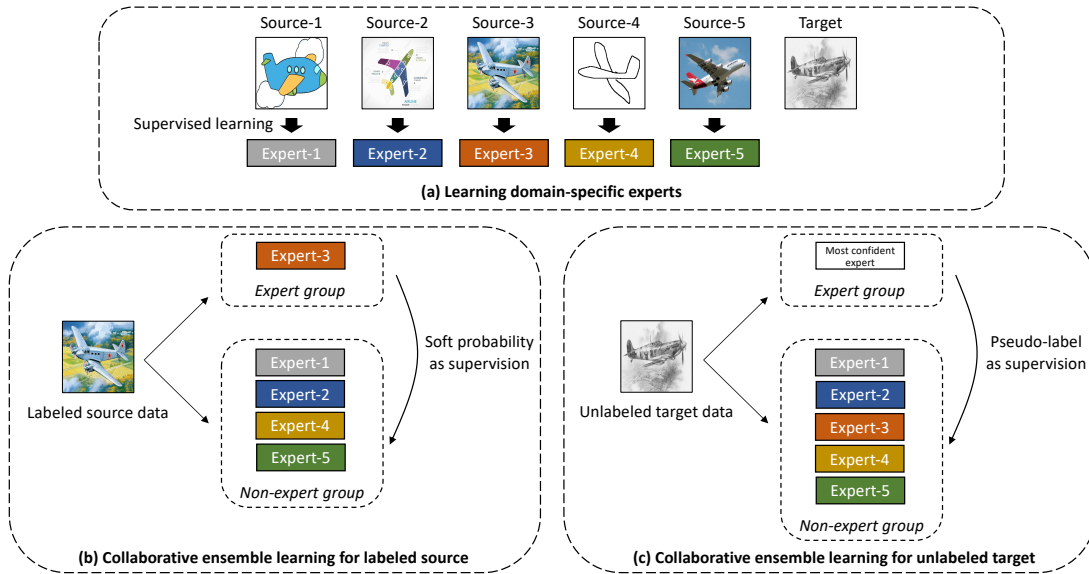 Source-1
Source-2
Source-3
Source-4
Source-5
Target
Supervised learning
Expert-1
Expert-2
Expert-3
Expert-4
Expert-5
(a) Learning domain-specific experts
Expert-3
Expert group
Labeled source data
Soft probability
as supervision
Expert-1
Expert-2
Expert-4
Expert-5
Non-expert group
(b) Collaborative ensemble learning for labeled source
Most confident
expert
Expert group
Unlabeled target data
Pseudo-label
as supervision
Expert-1
Expert-2
Expert-3
Expert-4
Expert-5
Non-expert group
(c) Collaborative ensemble learning for unlabeled target